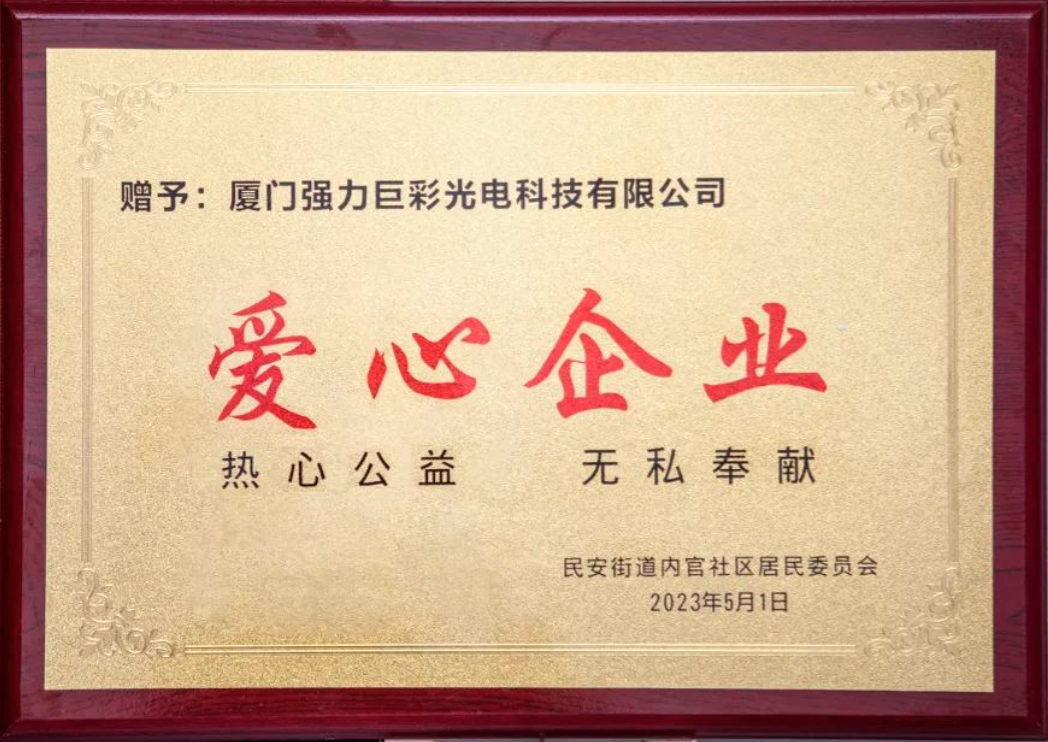 赠予：厦门强力巨彩光电科技有限公司
爱心企业
热心公益 无私奉献
民安街道内官社区居民委员会
2023年5月1日